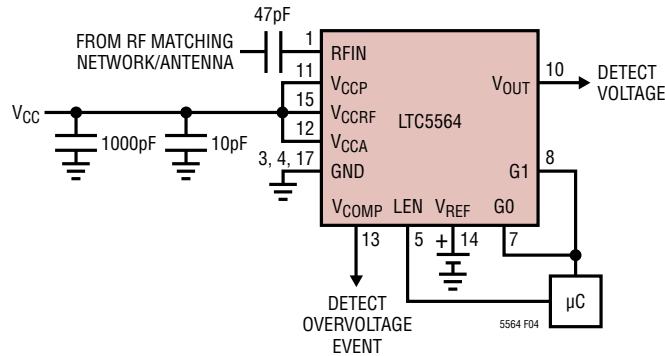 47pF
FROM RF MATCHING
NETWORK/ANTENNA
1
RFIN
11
VCCP
15
VCCRF
12
VCCA
3, 4, 17
GND
VCC
1000pF
10pF
LTC5564
VOUT
10
DETECT
VOLTAGE
G1
8
VCOMP LEN VREF G0
13
5
+
14
7
DETECT
OVERVOLTAGE
EVENT
µC
5564 F04